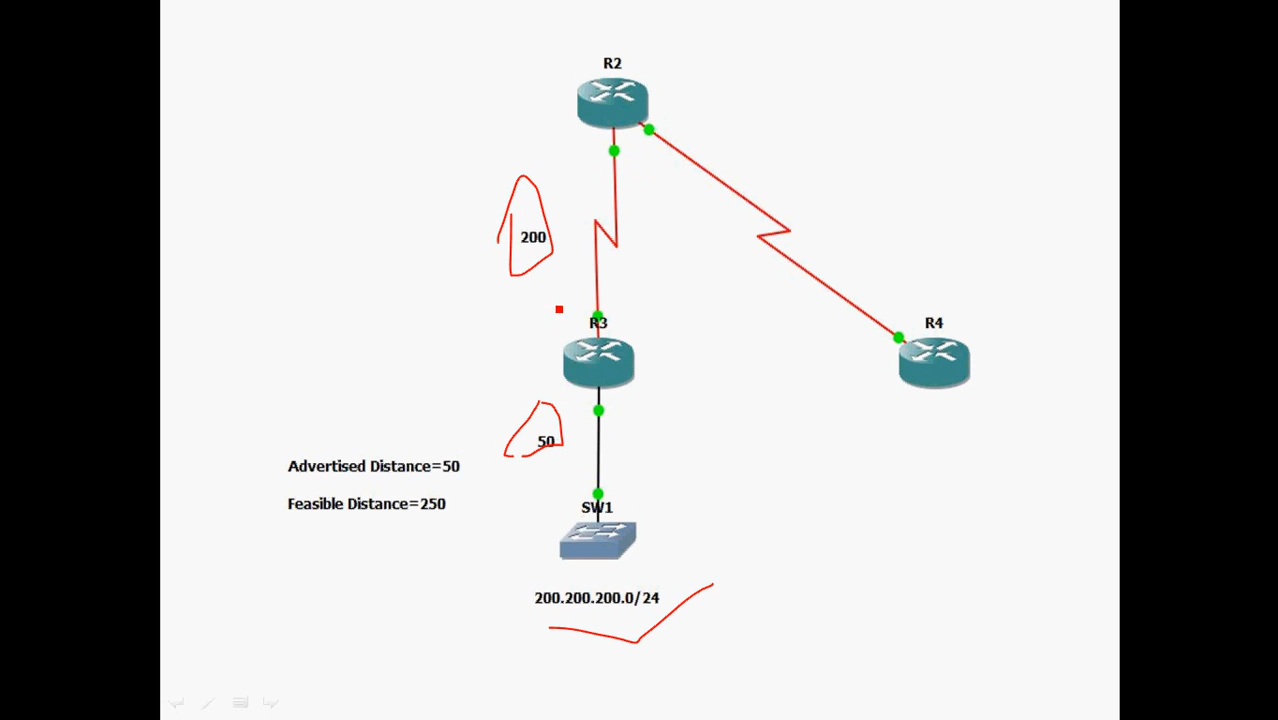 R2
200
R3
R4
50
Advertised Distance=50
Feasible Distance=250
SW1
200.200.200.0/24